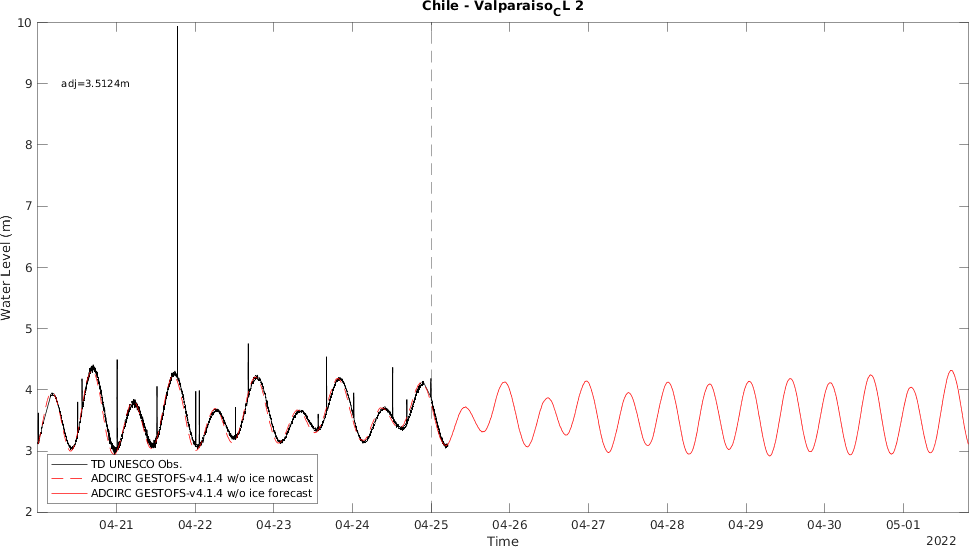 Chile - ValparaisoCL 2
10
adj=3.5124m
9
8
7
6
5
4
3
2
Water Level (m)
TD UNESCO Obs.
ADCIRC GESTOFS-v4.1.4 w/o ice nowcast
ADCIRC GESTOFS-v4.1.4 w/o ice forecast
04-21 04-22 04-23 04-24 04-25 04-26 04-27 04-28 04-29 04-30 05-01
Time
2022